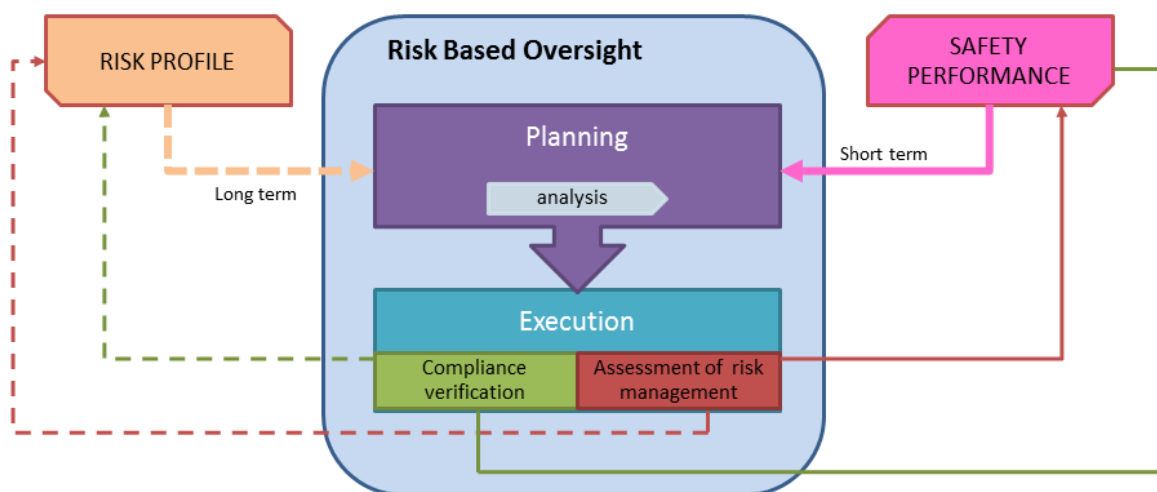 RISK PROFILE
Risk Based Oversight
SAFETY
PERFORMANCE
Planning
Short term
Long term
analysis
Execution
Compliance
verification
Assessment of risk
management